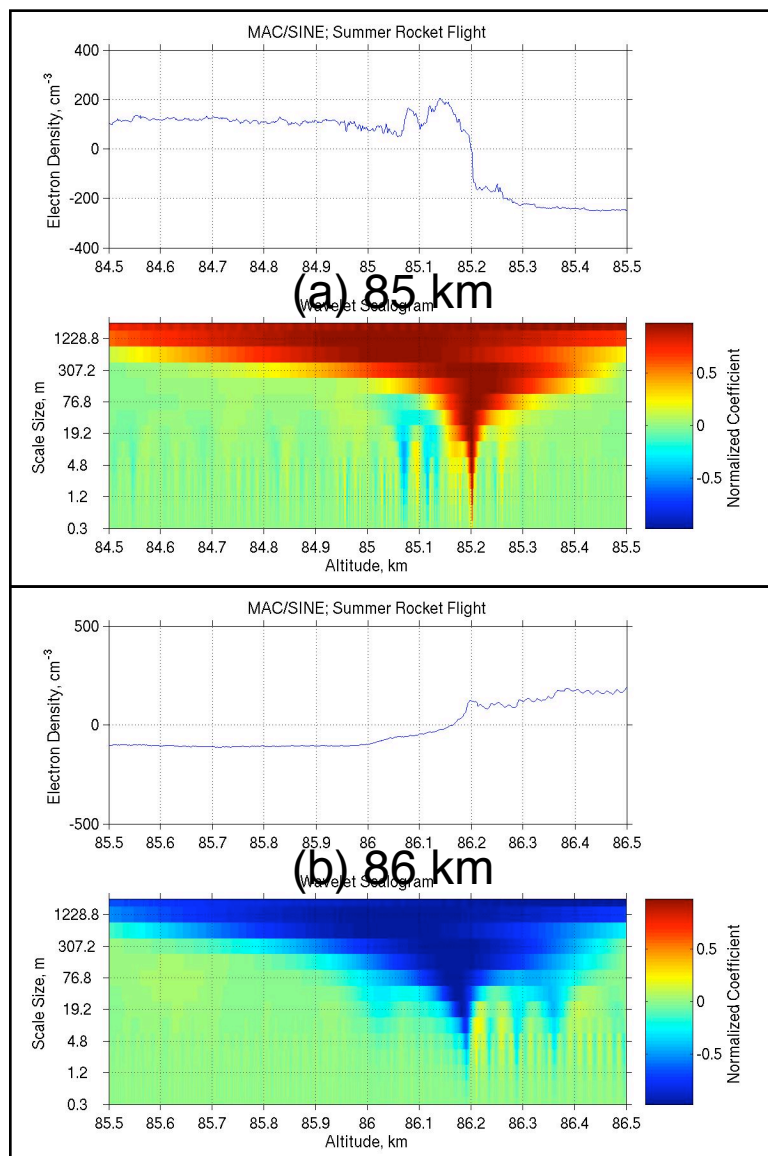 MAC/SINE; Summer Rocket Flight
Electron Density, cm⁻³
400
200
0
-200
-400
84.5 84.6 84.7 84.8 84.9 85 85.1 85.2 85.3 85.4 85.5
(a) 85 km
Wavelet Scalogram
Scale Size, m
1228.8
307.2
76.8
19.2
4.8
1.2
0.3
84.5 84.6 84.7 84.8 84.9 85 85.1 85.2 85.3 85.4 85.5
Altitude, km
0.5
0
-0.5
Normalized Coefficient
MAC/SINE; Summer Rocket Flight
Electron Density, cm⁻³
500
0
-500
85.5 85.6 85.7 85.8 85.9 86 86.1 86.2 86.3 86.4 86.5
(b) 86 km
Wavelet Scalogram
Scale Size, m
1228.8
307.2
76.8
19.2
4.8
1.2
0.3
85.5 85.6 85.7 85.8 85.9 86 86.1 86.2 86.3 86.4 86.5
Altitude, km
0.5
0
-0.5
Normalized Coefficient